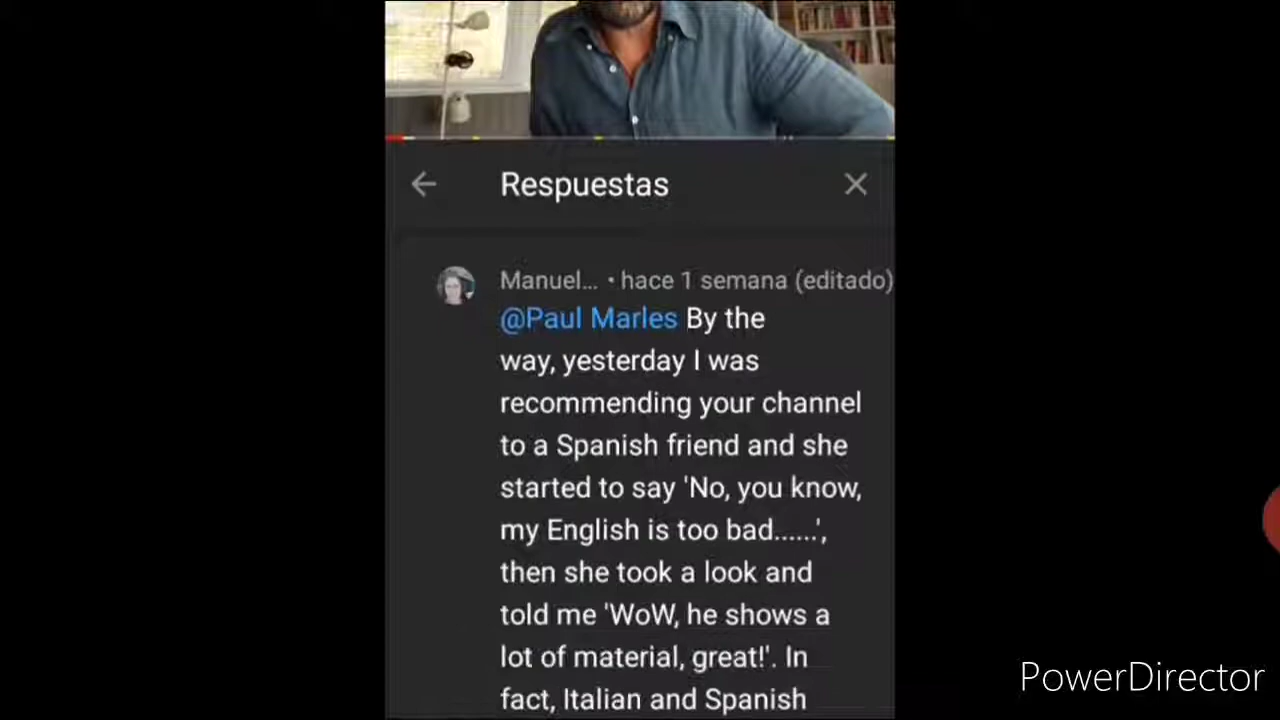 Respuestas
Manuel... • hace 1 semana (editado)
@Paul Marles By the
way, yesterday I was
recommending your channel
to a Spanish friend and she
started to say 'No, you know,
my English is too bad......',
then she took a look and
told me 'WoW, he shows a
lot of material, great!'. In
fact, Italian and Spanish
PowerDirector